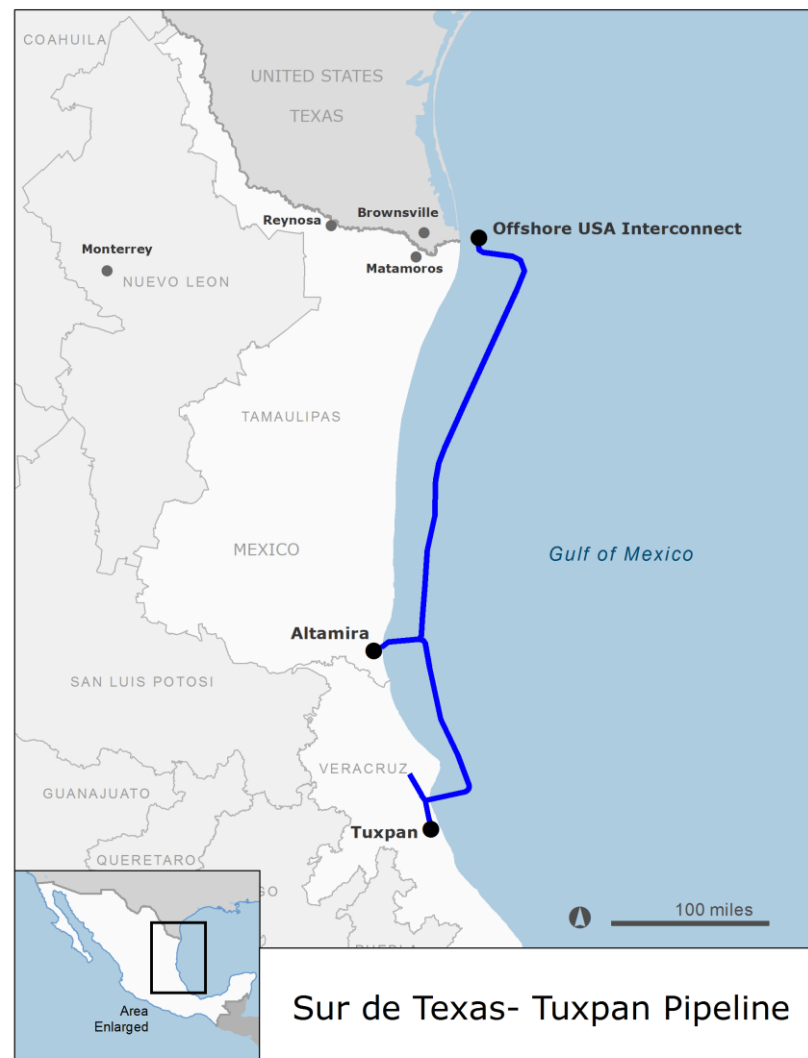 COAHUILA
UNITED STATES
TEXAS
Reynosa
Brownsville
Offshore USA Interconnect
Monterrey
Matamoros
NUEVO LEON
TAMAULIPAS
MEXICO
Gulf of Mexico
Altamira
SAN LUIS POTOSI
VERACRUZ
GUANAJUATO
Tuxpan
QUERETARO
GO
100 miles
Area
Enlarged
Sur de Texas- Tuxpan Pipeline